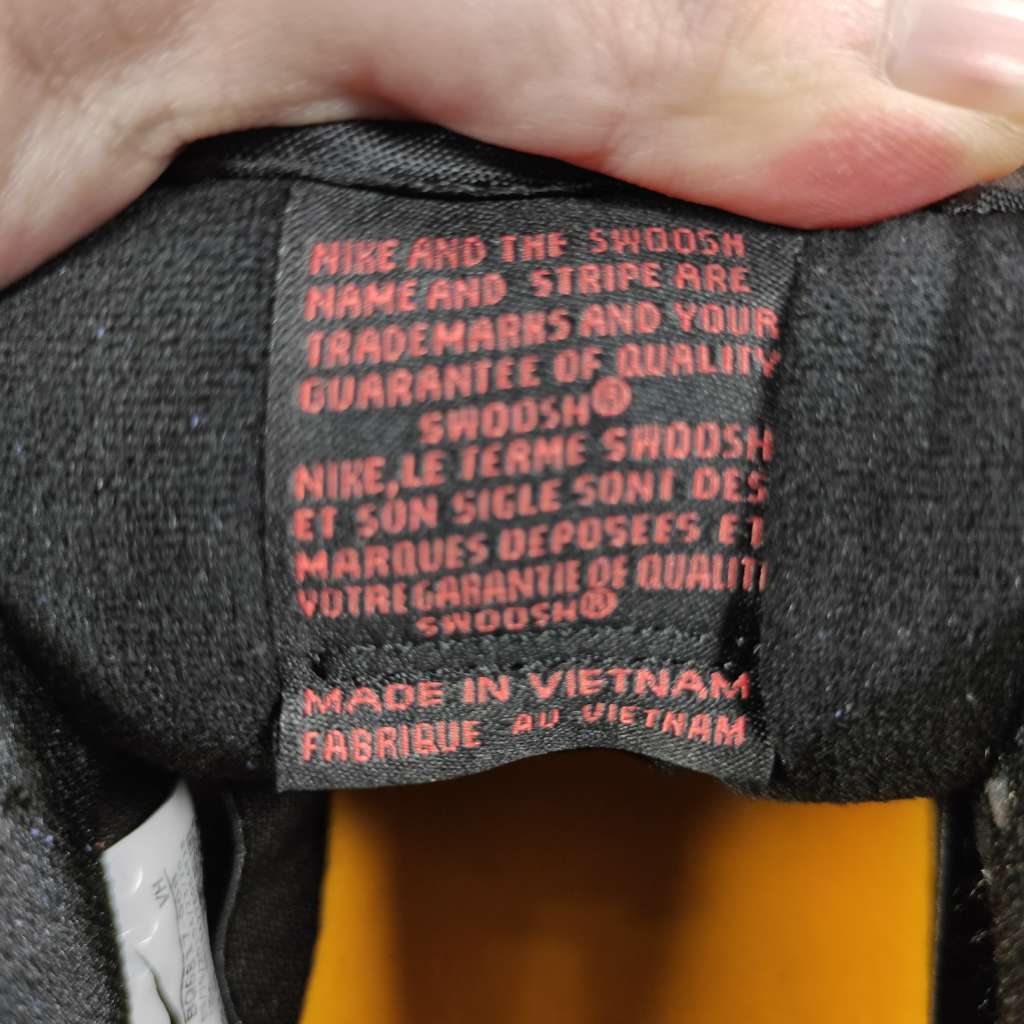 NIKE AND THE SWOOSH
NAME AND STRIPE ARE
TRADEMARKS AND YOUR
GUARANTEE OF QUALITY
SWOOSH®
NIKE, LE TERME SWOOSH
ET SON SIGLE SONT DES
MARQUES DEPOSEES ET
VOTRE GARANTIE DE QUALITE
SWOOSH®
MADE IN VIETNAM
FABRIQUE AU VIETNAM
VH